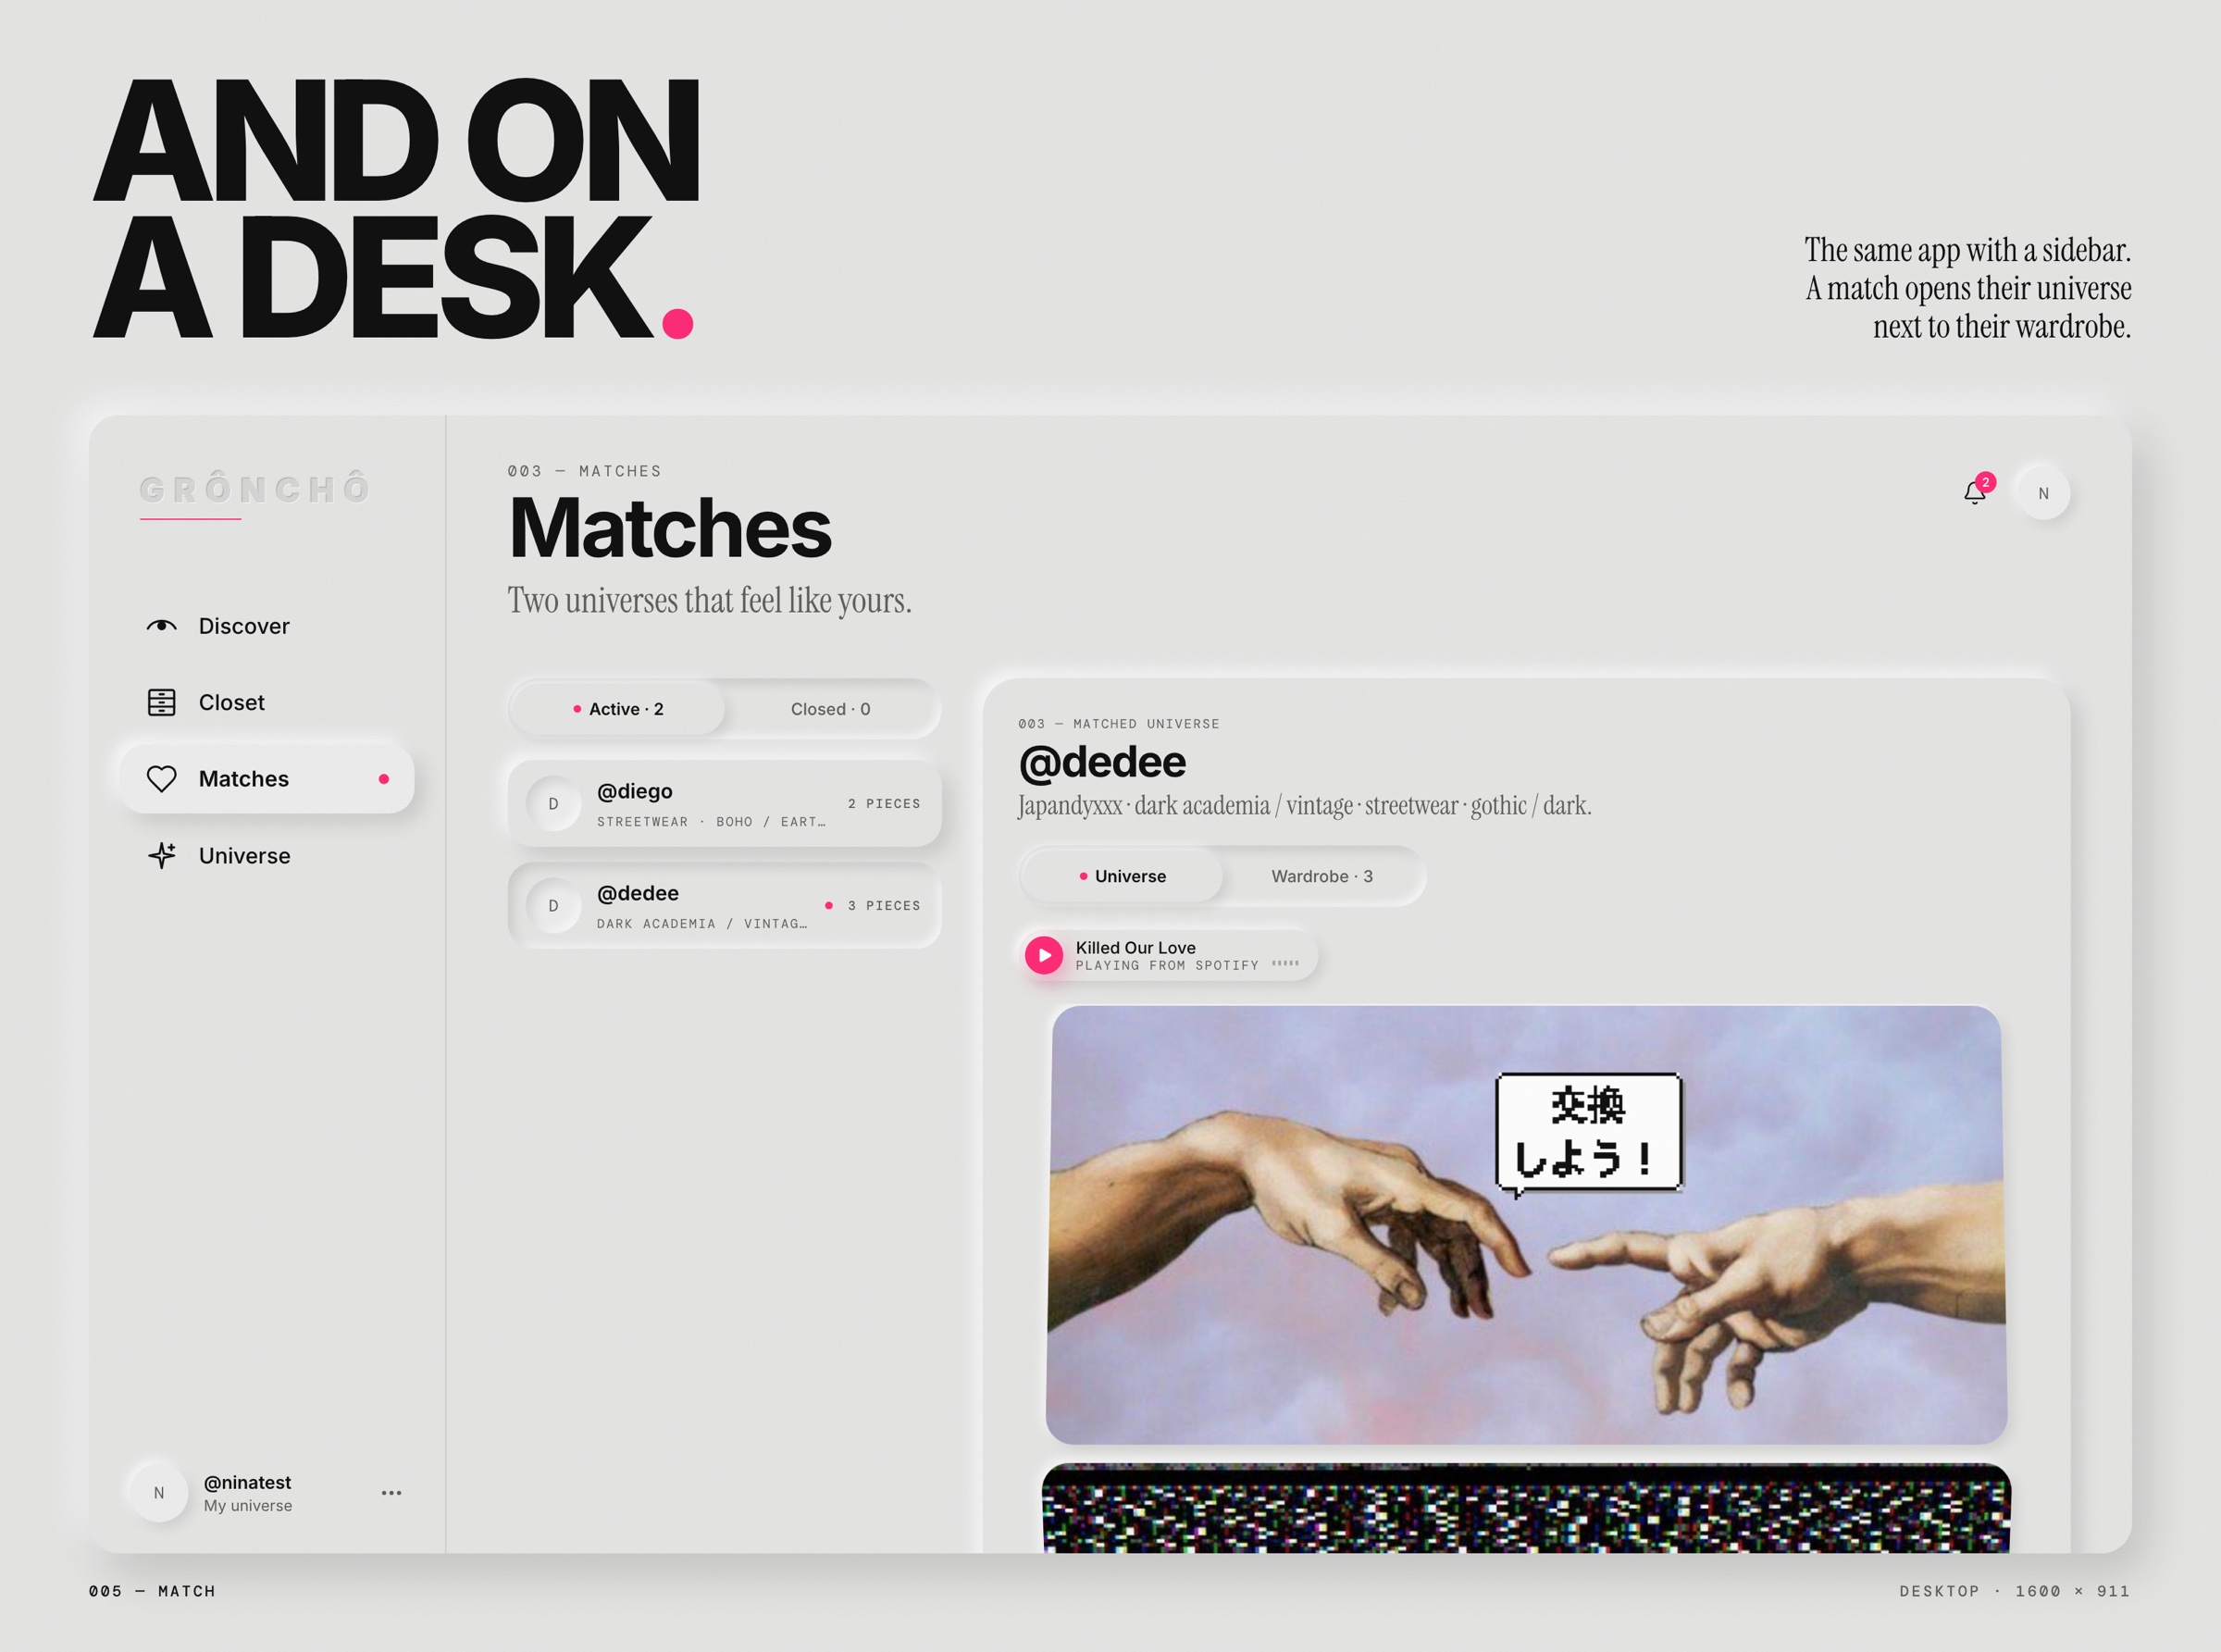 AND ON
A DESK.
The same app with a sidebar.
A match opens their universe
next to their wardrobe.
GRÔNCHÔ
Discover
Closet
Matches
Universe
@ninatest
My universe
003 — MATCHES
Matches
Two universes that feel like yours.
2
N
Active · 2
Closed · 0
D
@diego
STREETWEAR · BOHO / EART…
2 PIECES
D
@dedee
DARK ACADEMIA / VINTAG…
3 PIECES
003 — MATCHED UNIVERSE
@dedee
Japandyxxx · dark academia / vintage · streetwear · gothic / dark.
Universe
Wardrobe · 3
Killed Our Love
PLAYING FROM SPOTIFY
交換
しよう！
N
005 — MATCH
DESKTOP · 1600 × 911